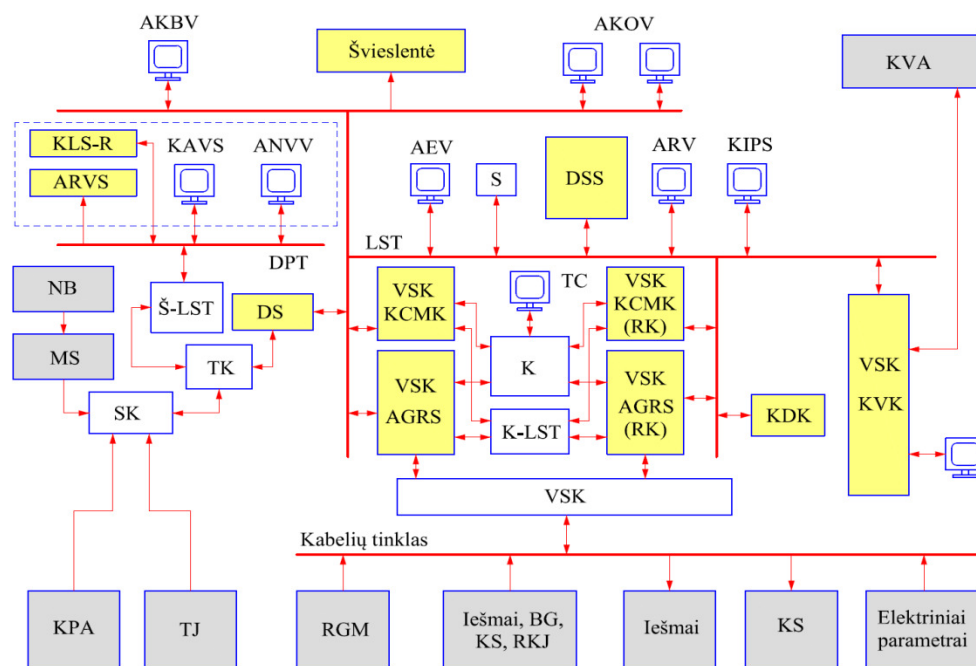 AKBV
Švieslentė
AKOV
KVA
KLS-R
KAVS
ANVV
ARVS
AEV
S
DSS
ARV
KIPS
LST
DPT
NB
Š-LST
DS
VSK
KCMK
TC
VSK
KCMK
(RK)
MS
TK
K
VSK
AGRS
VSK
AGRS
(RK)
VSK
KVK
SK
K-LST
KDK
VSK
Kabelių tinklas
KPA
TJ
RGM
Iešmai, BG,
KS, RKJ
Iešmai
KS
Elektriniai
parametrai